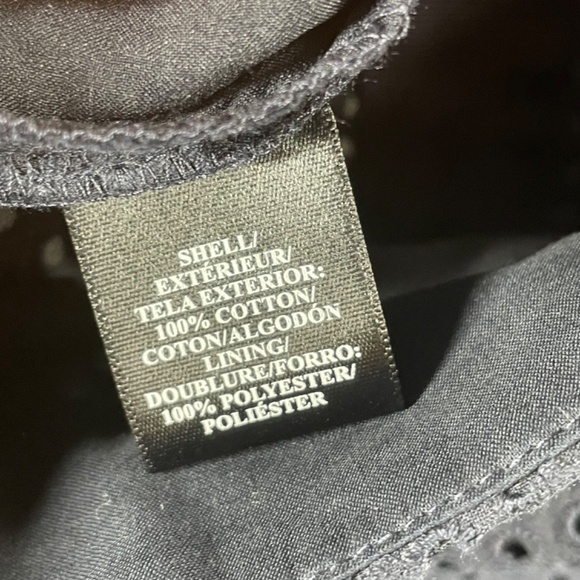 SHELL/
EXTÉRIEUR/
TELA EXTERIOR:
100% COTTON/
COTON/ALGODÓN
LINING/
DOUBLURE/FORRO:
100% POLYESTER/
POLIÉSTER